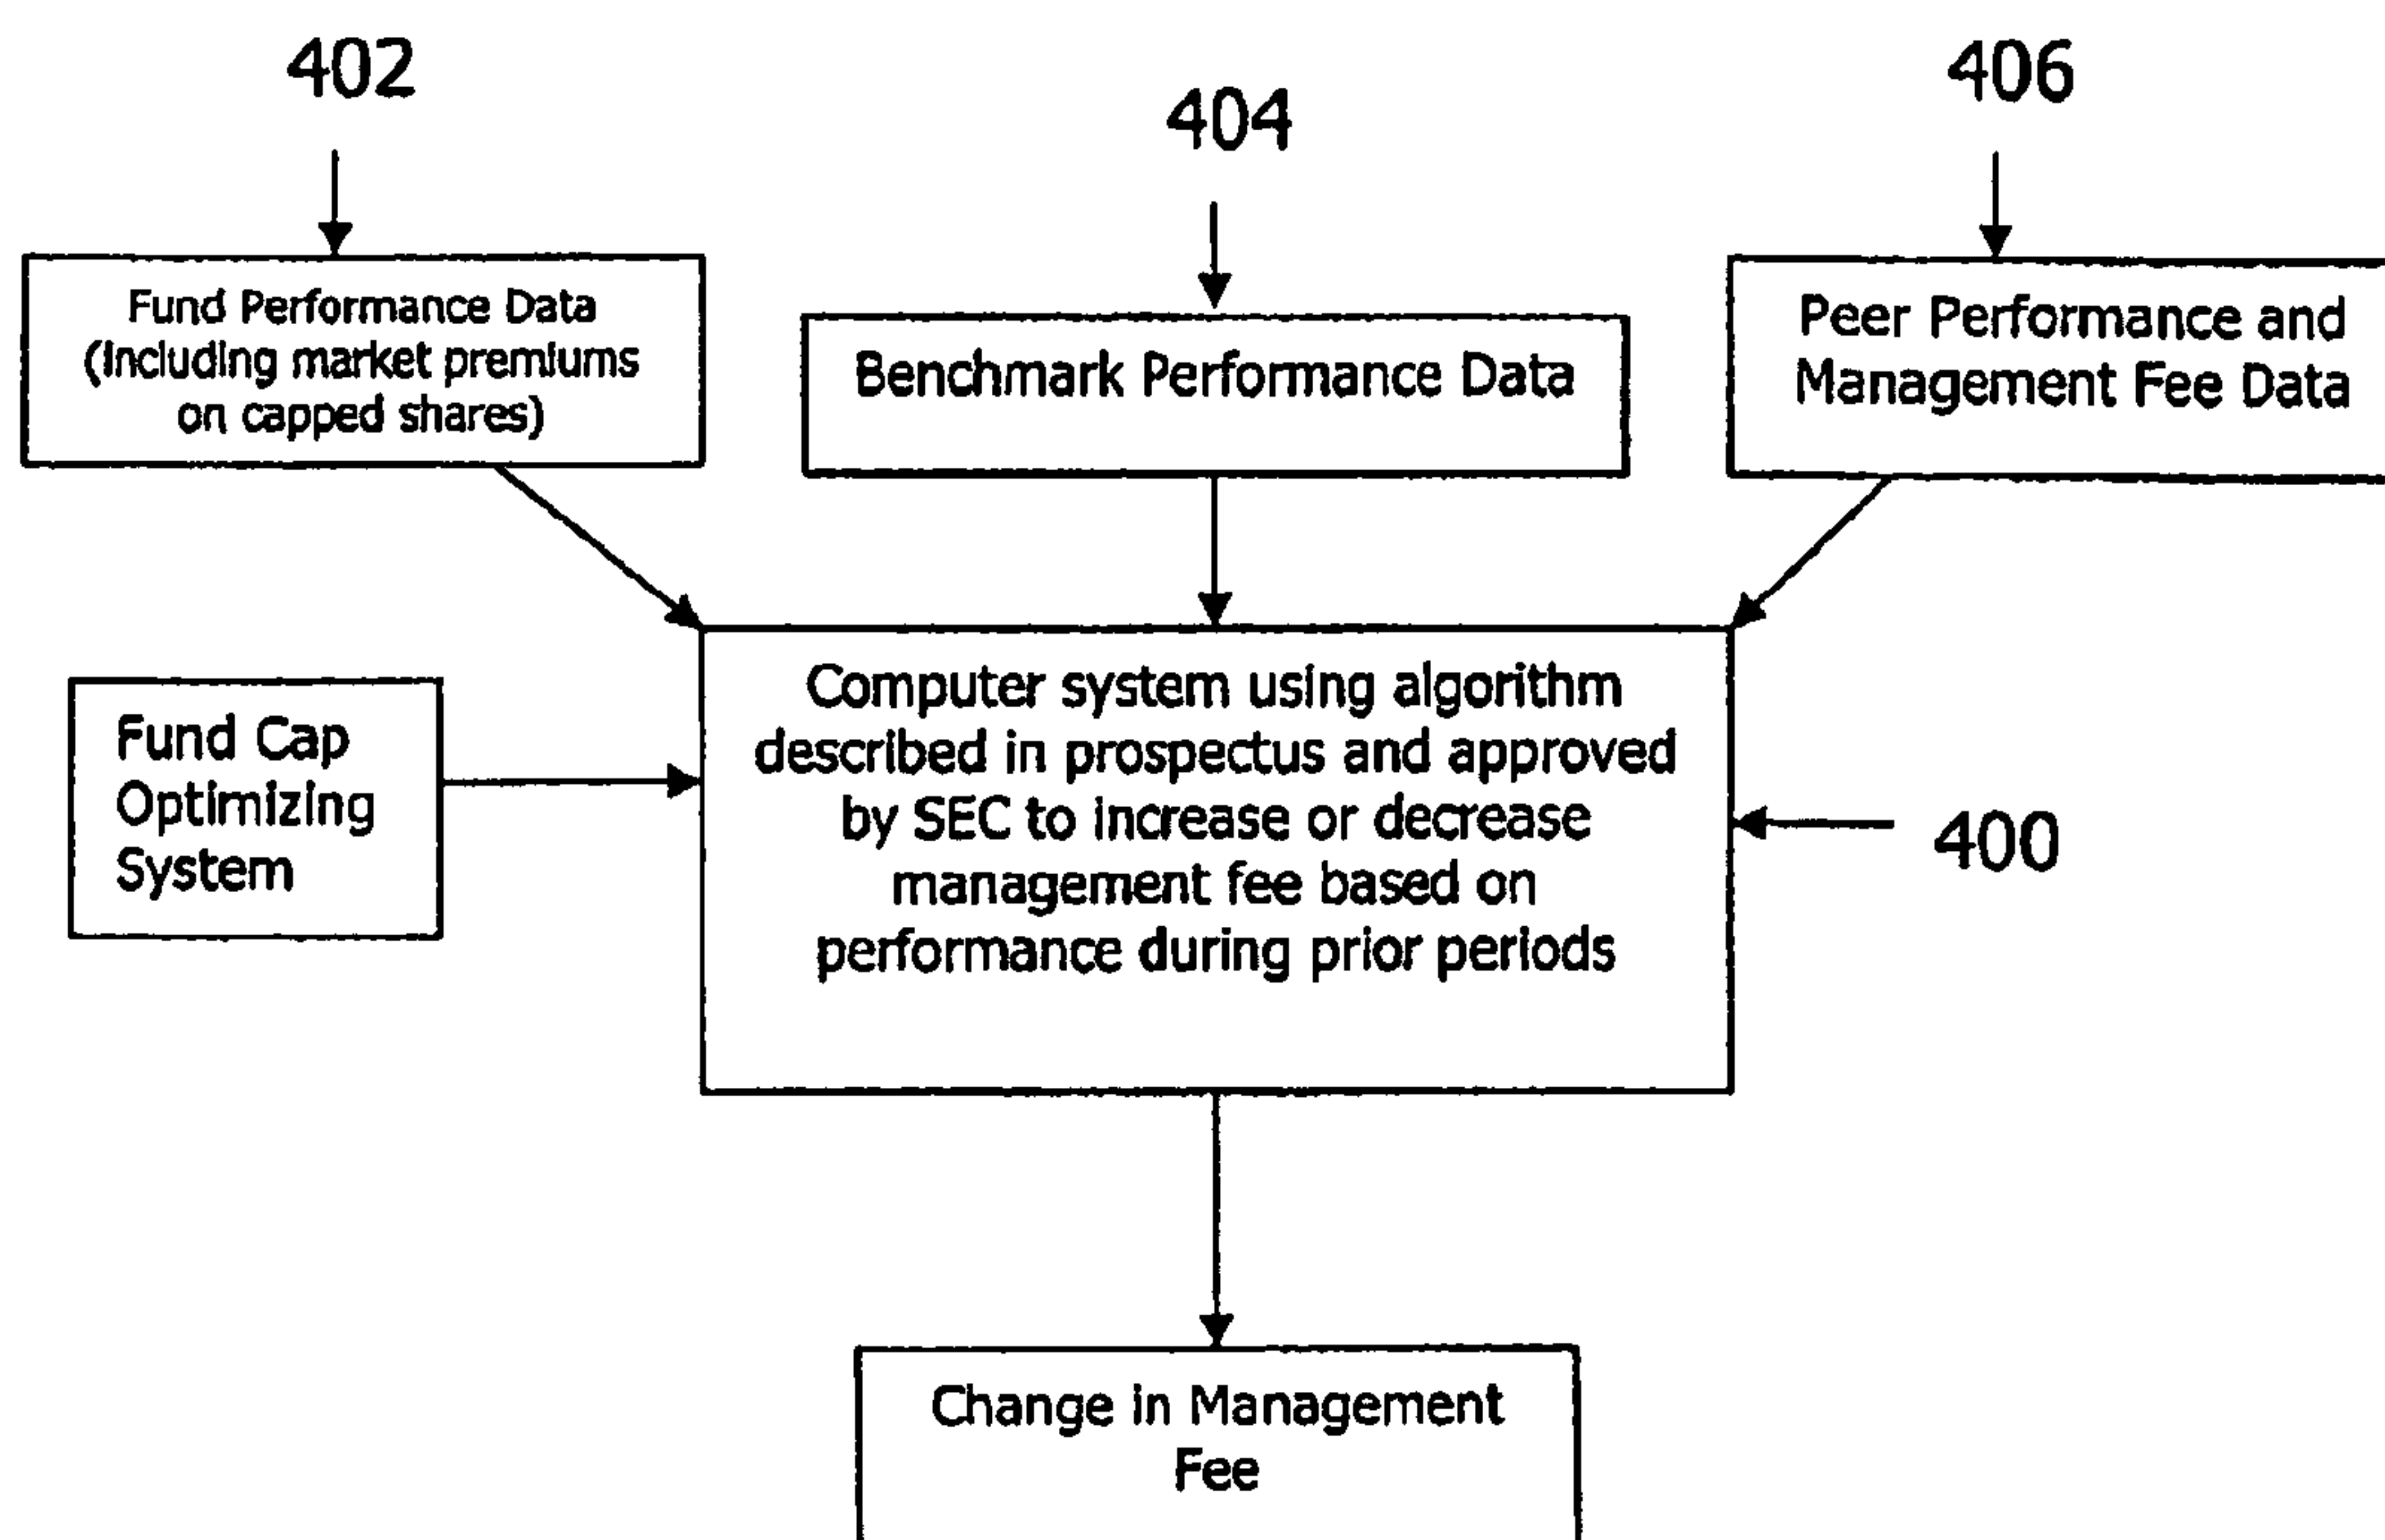 402
404
406
Fund Performance Data
(including market premiums
on capped shares)
Benchmark Performance Data
Peer Performance and
Management Fee Data
Fund Cap
Optimizing
System
Computer system using algorithm
described in prospectus and approved
by SEC to increase or decrease
management fee based on
performance during prior periods
400
Change in Management
Fee